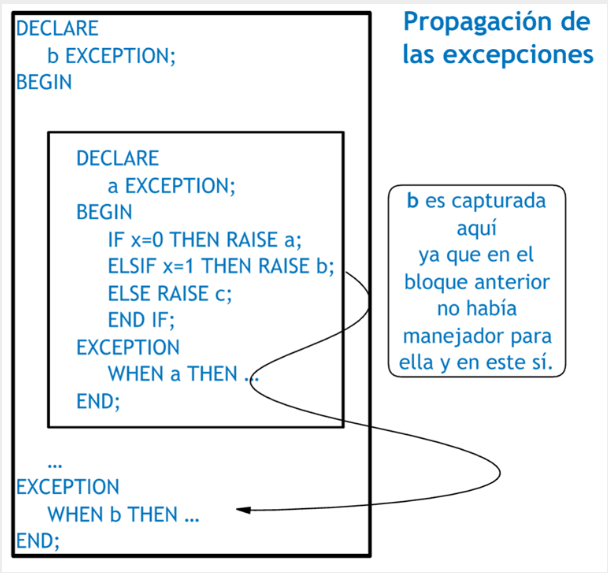 Propagación de
las excepciones
DECLARE
b EXCEPTION;
BEGIN
DECLARE
a EXCEPTION;
BEGIN
IF x=0 THEN RAISE a;
ELSIF x=1 THEN RAISE b;
ELSE RAISE c;
END IF;
EXCEPTION
WHEN a THEN ...
END;
...
EXCEPTION
WHEN b THEN ...
END;
b es capturada
aquí
ya que en el
bloque anterior
no había
manejador para
ella y en este sí.